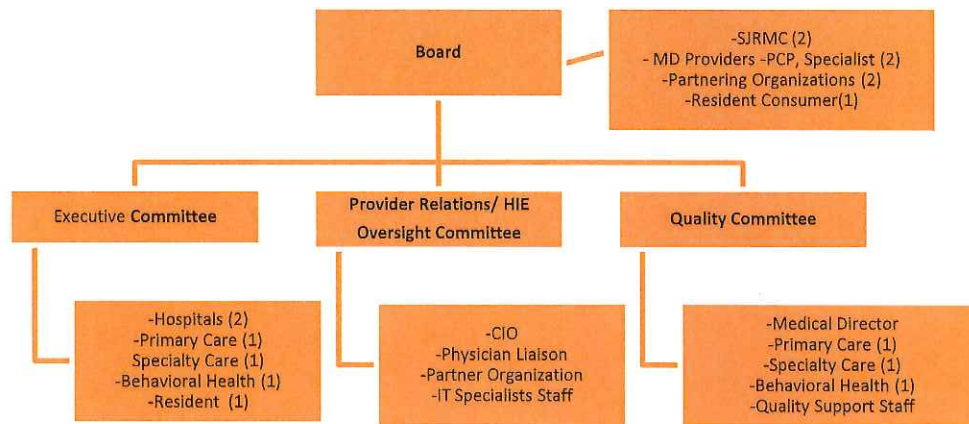 Board
-SJRMC (2)
- MD Providers -PCP, Specialist (2)
-Partnering Organizations (2)
-Resident Consumer(1)
Executive Committee
Provider Relations/ HIE
Oversight Committee
Quality Committee
-Hospitals (2)
-Primary Care (1)
Specialty Care (1)
-Behavioral Health (1)
-Resident (1)
-CIO
-Physician Liaison
-Partner Organization
-IT Specialists Staff
-Medical Director
-Primary Care (1)
-Specialty Care (1)
-Behavioral Health (1)
-Quality Support Staff